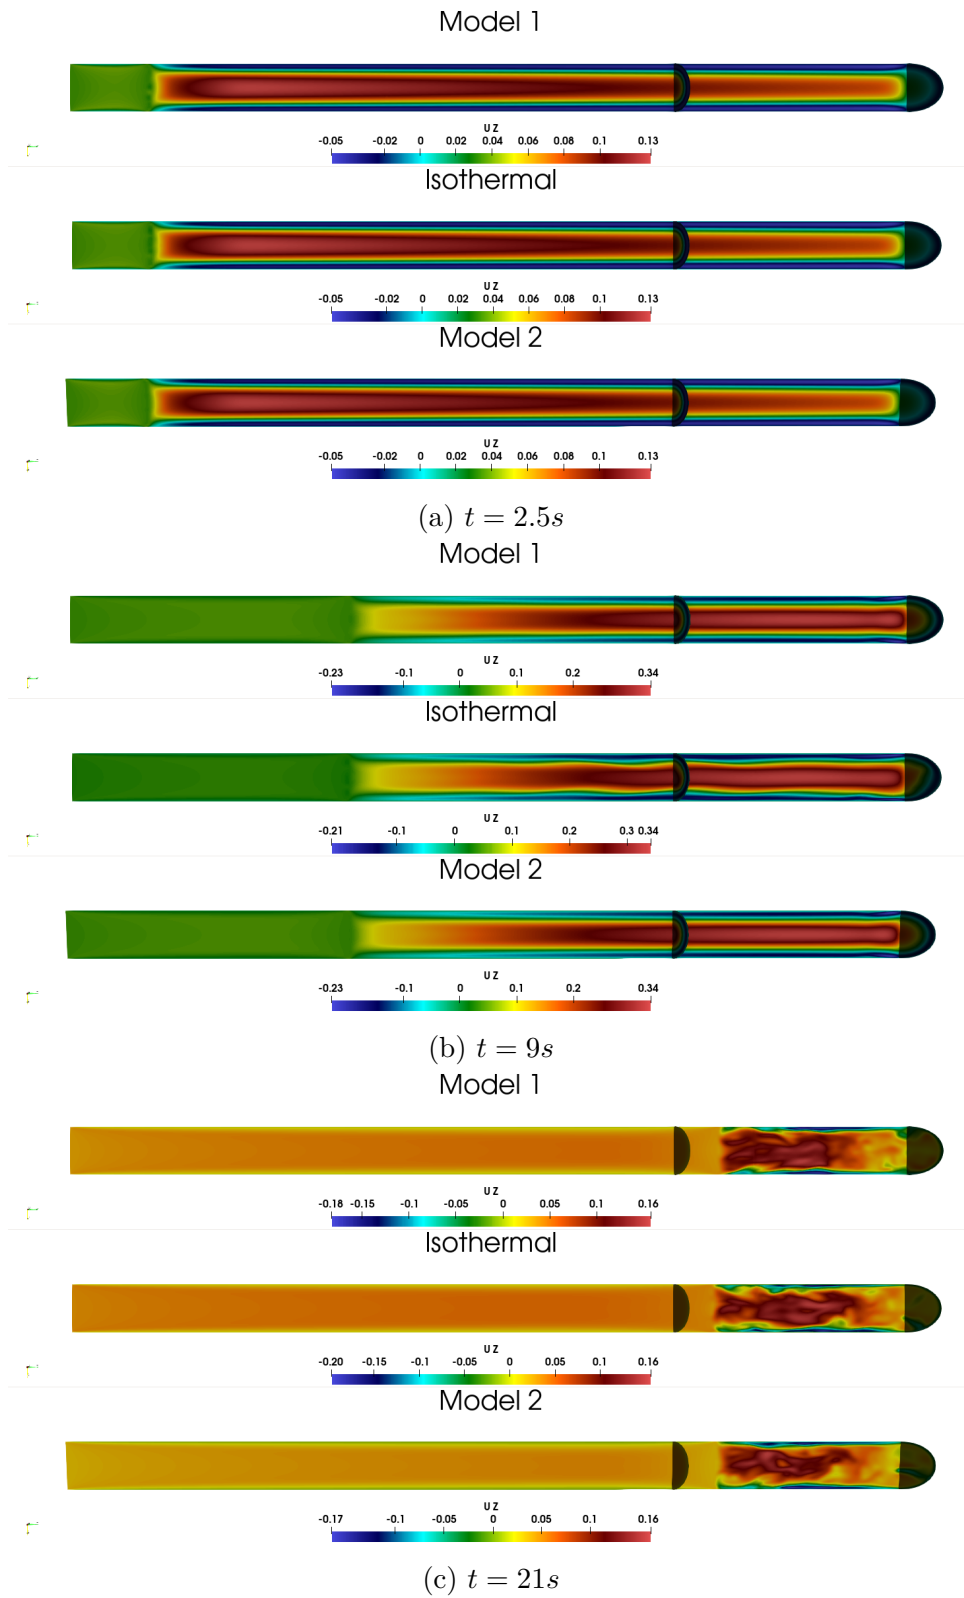 Model 1
U Z
-0.05 -0.02 0 0.02 0.04 0.06 0.08 0.1 0.13
Isothermal
U Z
-0.05 -0.02 0 0.02 0.04 0.06 0.08 0.1 0.13
Model 2
U Z
-0.05 -0.02 0 0.02 0.04 0.06 0.08 0.1 0.13
(a) t = 2.5s
Model 1
U Z
-0.23 -0.1 0 0.1 0.2 0.34
Isothermal
U Z
-0.21 -0.1 0 0.1 0.2 0.3 0.34
Model 2
U Z
-0.23 -0.1 0 0.1 0.2 0.34
(b) t = 9s
Model 1
U Z
-0.18 -0.15 -0.1 -0.05 0 0.05 0.1 0.16
Isothermal
U Z
-0.20 -0.15 -0.1 -0.05 0 0.05 0.1 0.16
Model 2
U Z
-0.17 -0.1 -0.05 0 0.05 0.1 0.16
(c) t = 21s